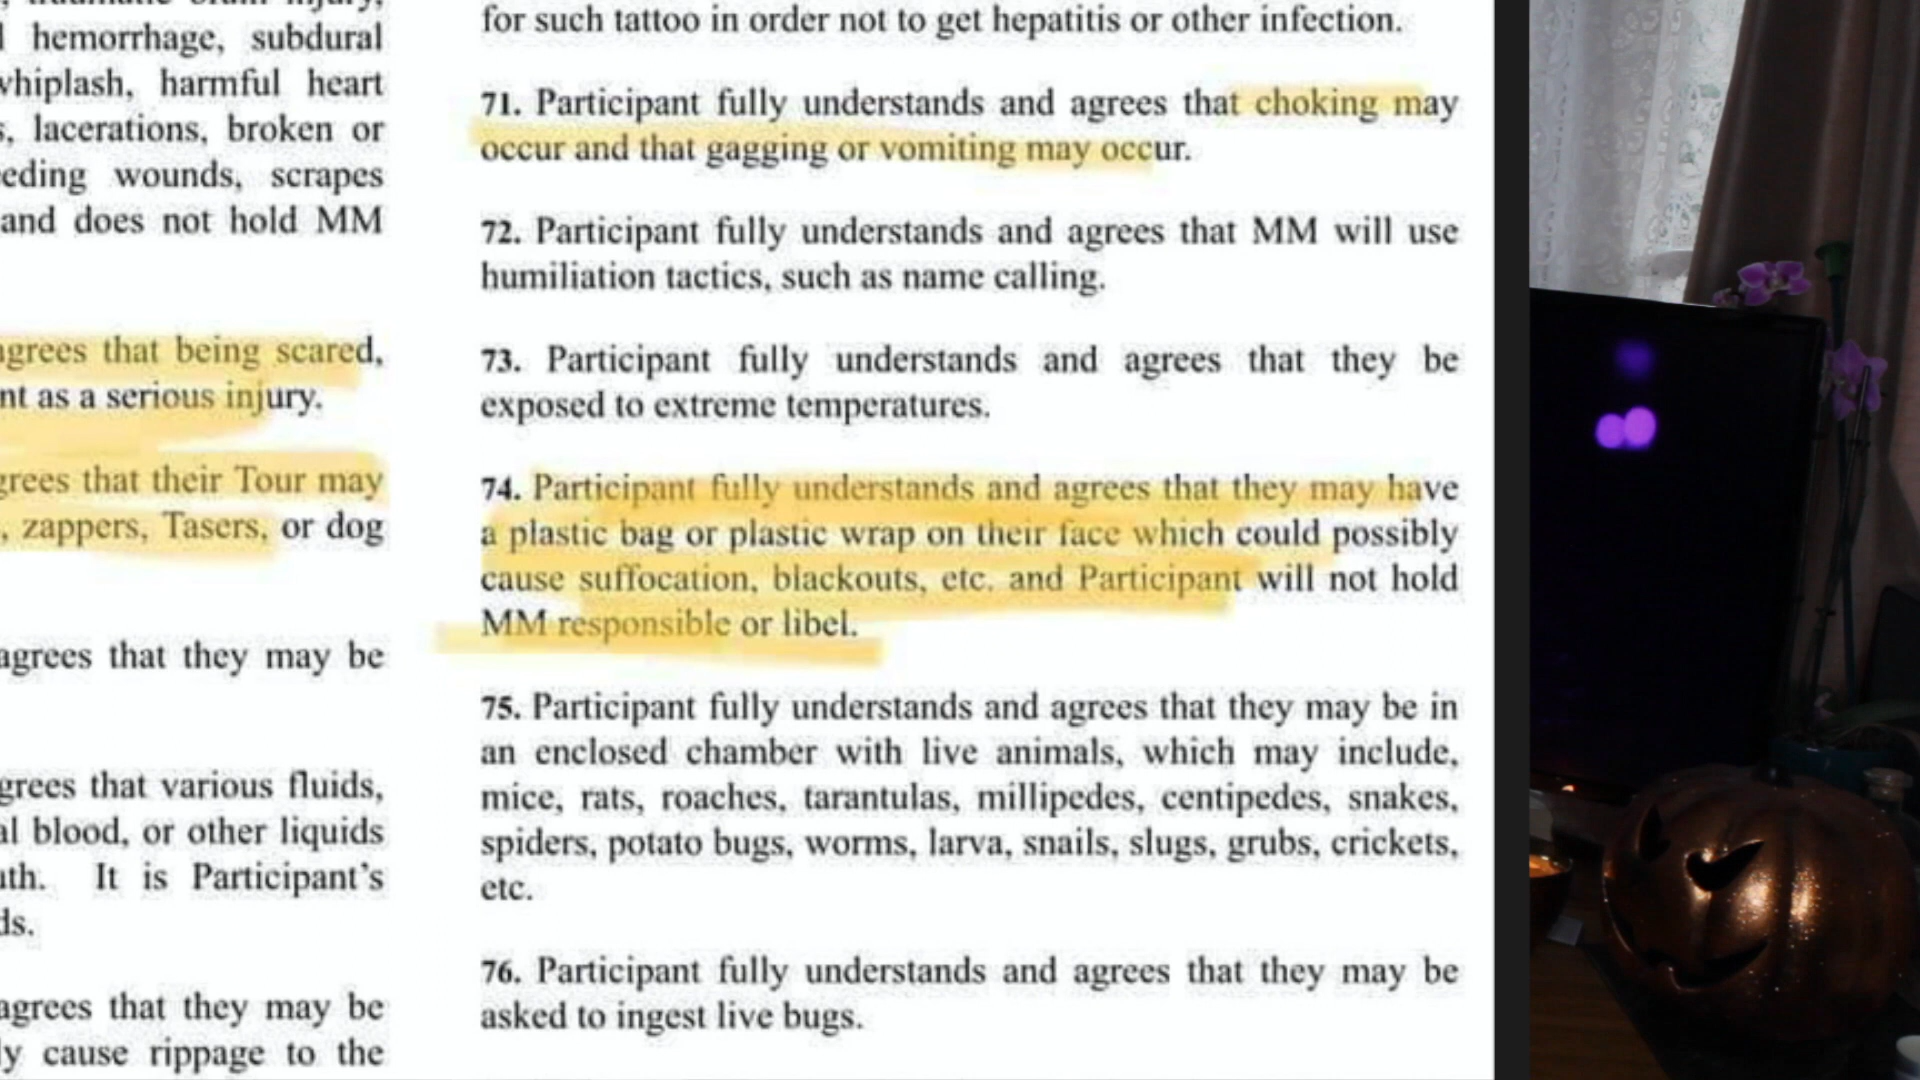 hemorrhage, subdural
whiplash, harmful heart
lacerations, broken or
wounds, scrapes
and does not hold MM
agrees that being scared,
as a serious injury.
agrees that their Tour may
, zappers, Tasers, or dog
agrees that they may be
agrees that various fluids,
blood, or other liquids
It is Participant's
agrees that they may be
cause rippage to the
for such tattoo in order not to get hepatitis or other infection.
71. Participant fully understands and agrees that choking may
occur and that gagging or vomiting may occur.
72. Participant fully understands and agrees that MM will use
humiliation tactics, such as name calling.
73. Participant fully understands and agrees that they be
exposed to extreme temperatures.
74. Participant fully understands and agrees that they may have
a plastic bag or plastic wrap on their face which could possibly
cause suffocation, blackouts, etc. and Participant will not hold
MM responsible or libel.
75. Participant fully understands and agrees that they may be in
an enclosed chamber with live animals, which may include,
mice, rats, roaches, tarantulas, millipedes, centipedes, snakes,
spiders, potato bugs, worms, larva, snails, slugs, grubs, crickets,
etc.
76. Participant fully understands and agrees that they may be
asked to ingest live bugs.